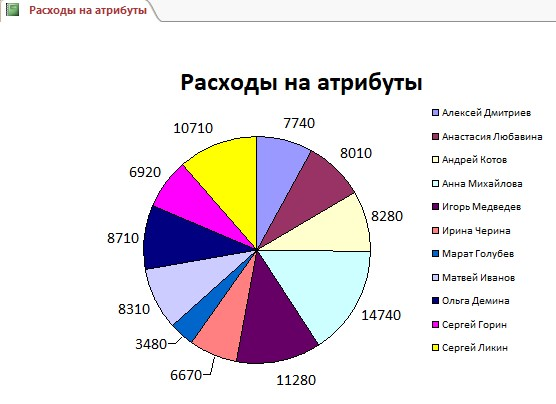 Расходы на атрибуты
Расходы на атрибуты
7740
8010
8280
14740
11280
6670
3480
8310
8710
6920
10710
Алексей Дмитриев
Анастасия Любавина
Андрей Котов
Анна Михайлова
Игорь Медведев
Ирина Черина
Марат Голубев
Матвей Иванов
Ольга Демина
Сергей Горин
Сергей Ликин